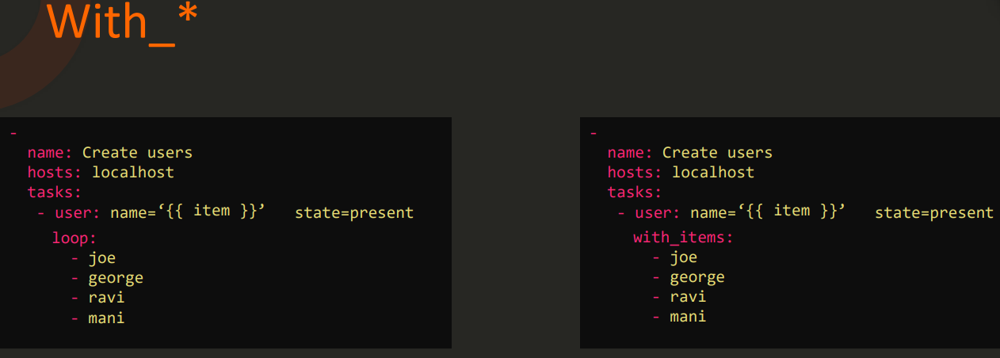 With_*
-
name: Create users
hosts: localhost
tasks:
- user: name=‘{{ item }}’ state=present
loop:
- joe
- george
- ravi
- mani
-
name: Create users
hosts: localhost
tasks:
- user: name=‘{{ item }}’ state=present
with_items:
- joe
- george
- ravi
- mani